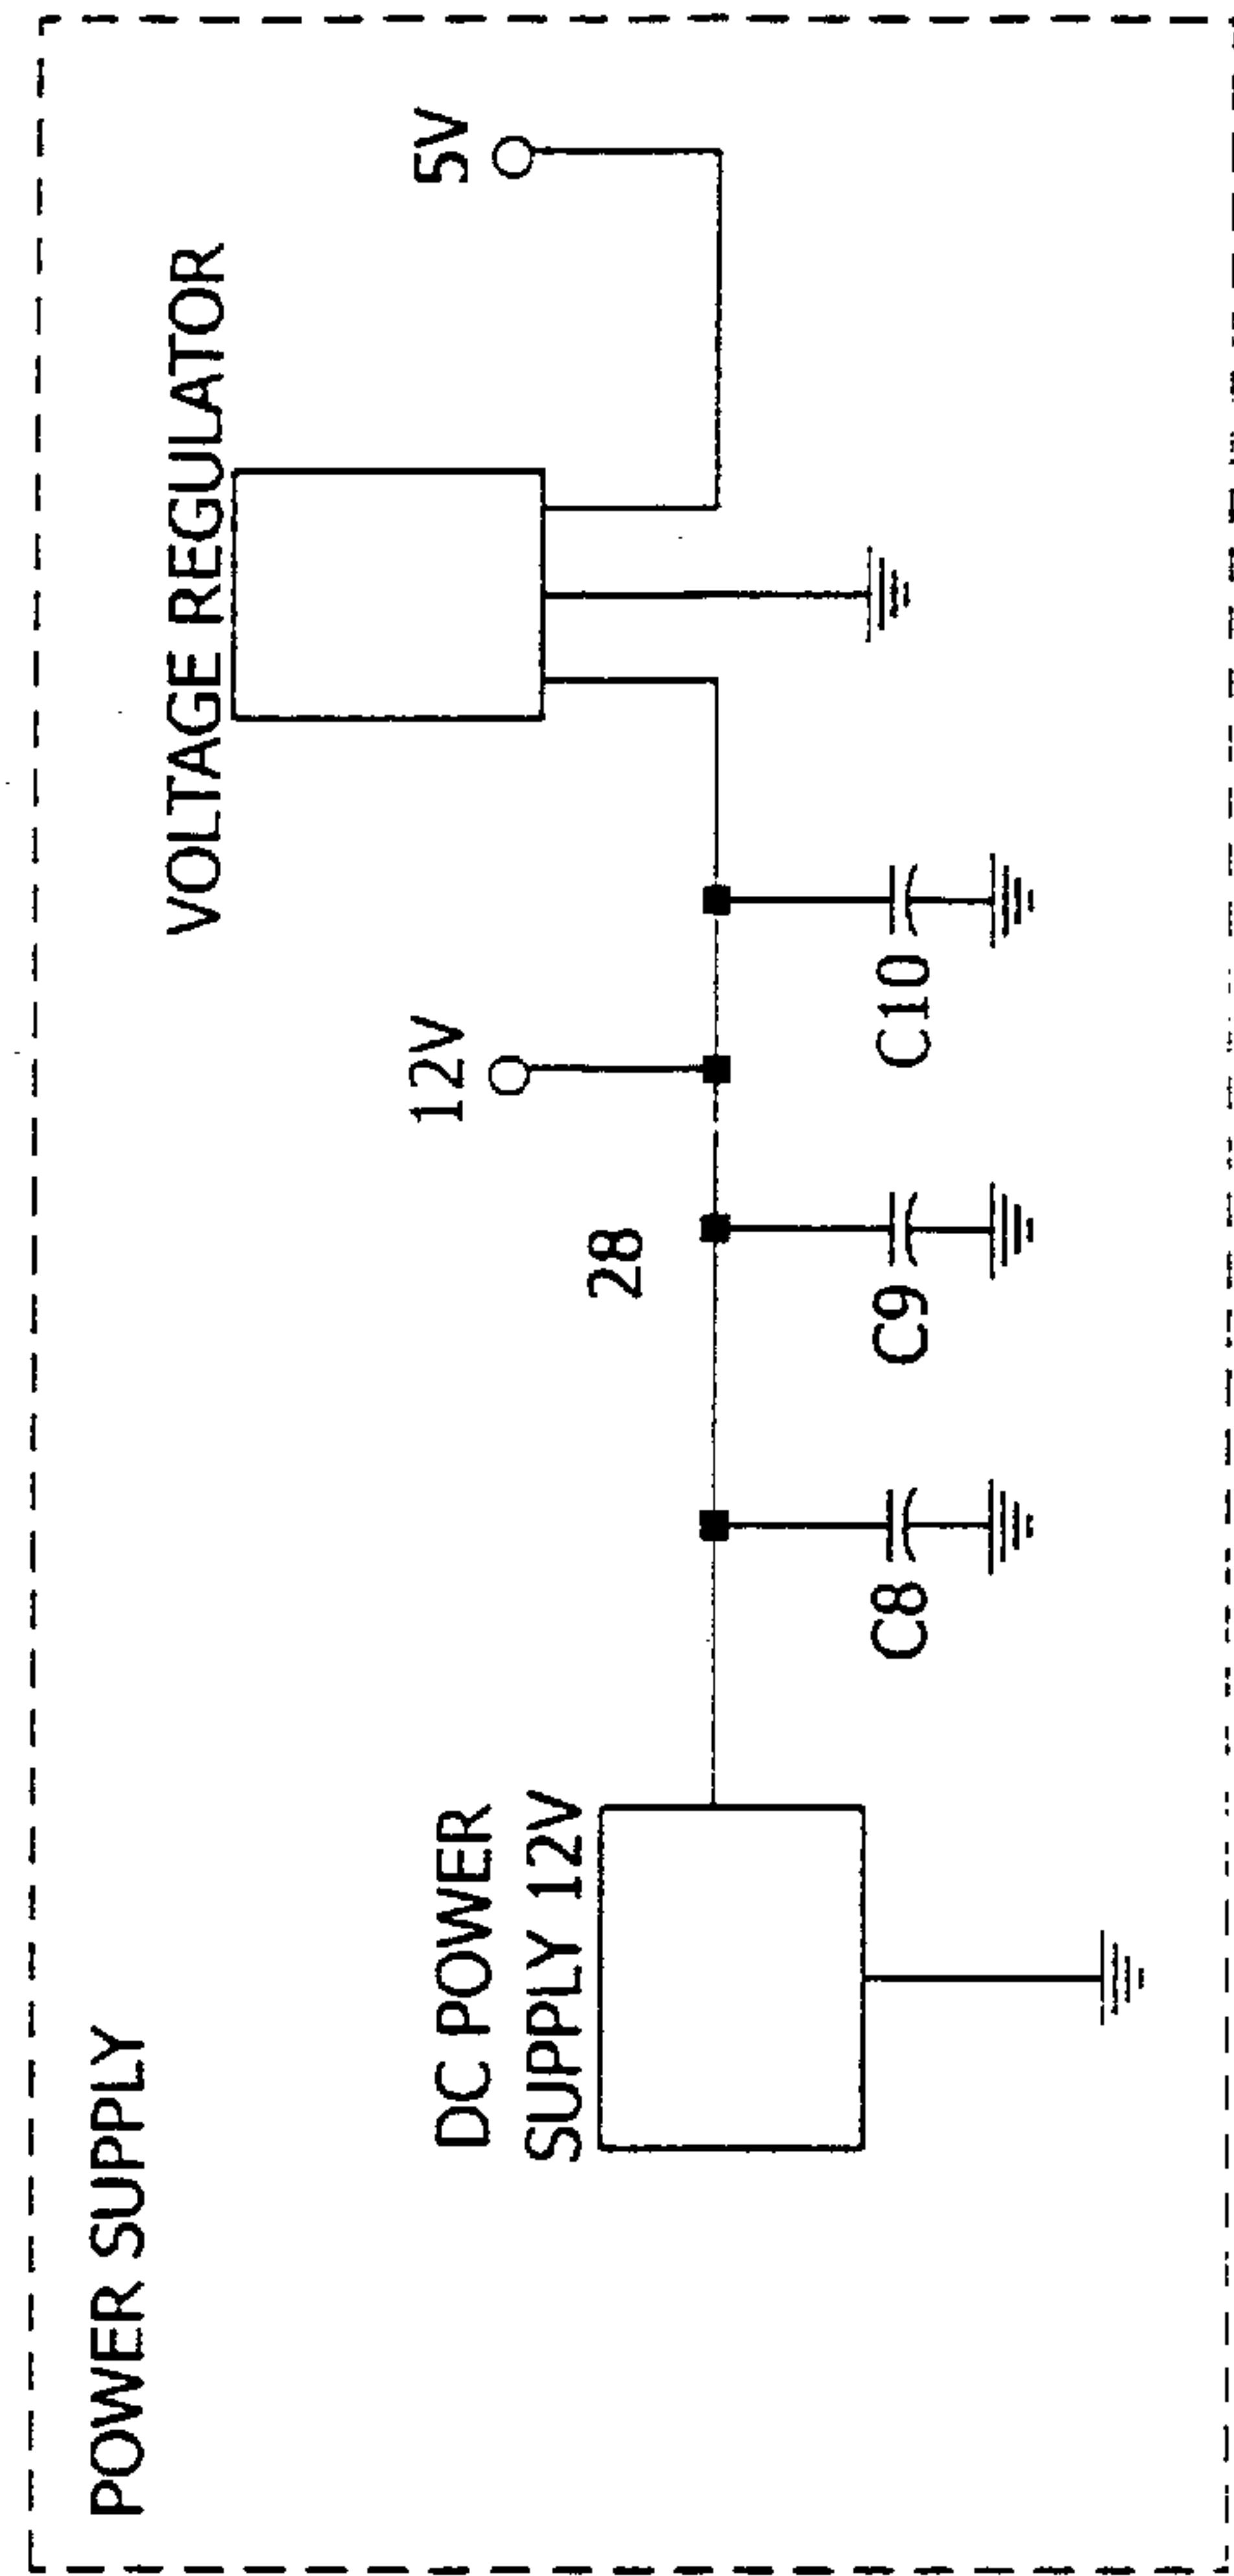 POWER SUPPLY
DC POWER
SUPPLY 12V
C8
C9
28
12V
C10
VOLTAGE REGULATOR
5V